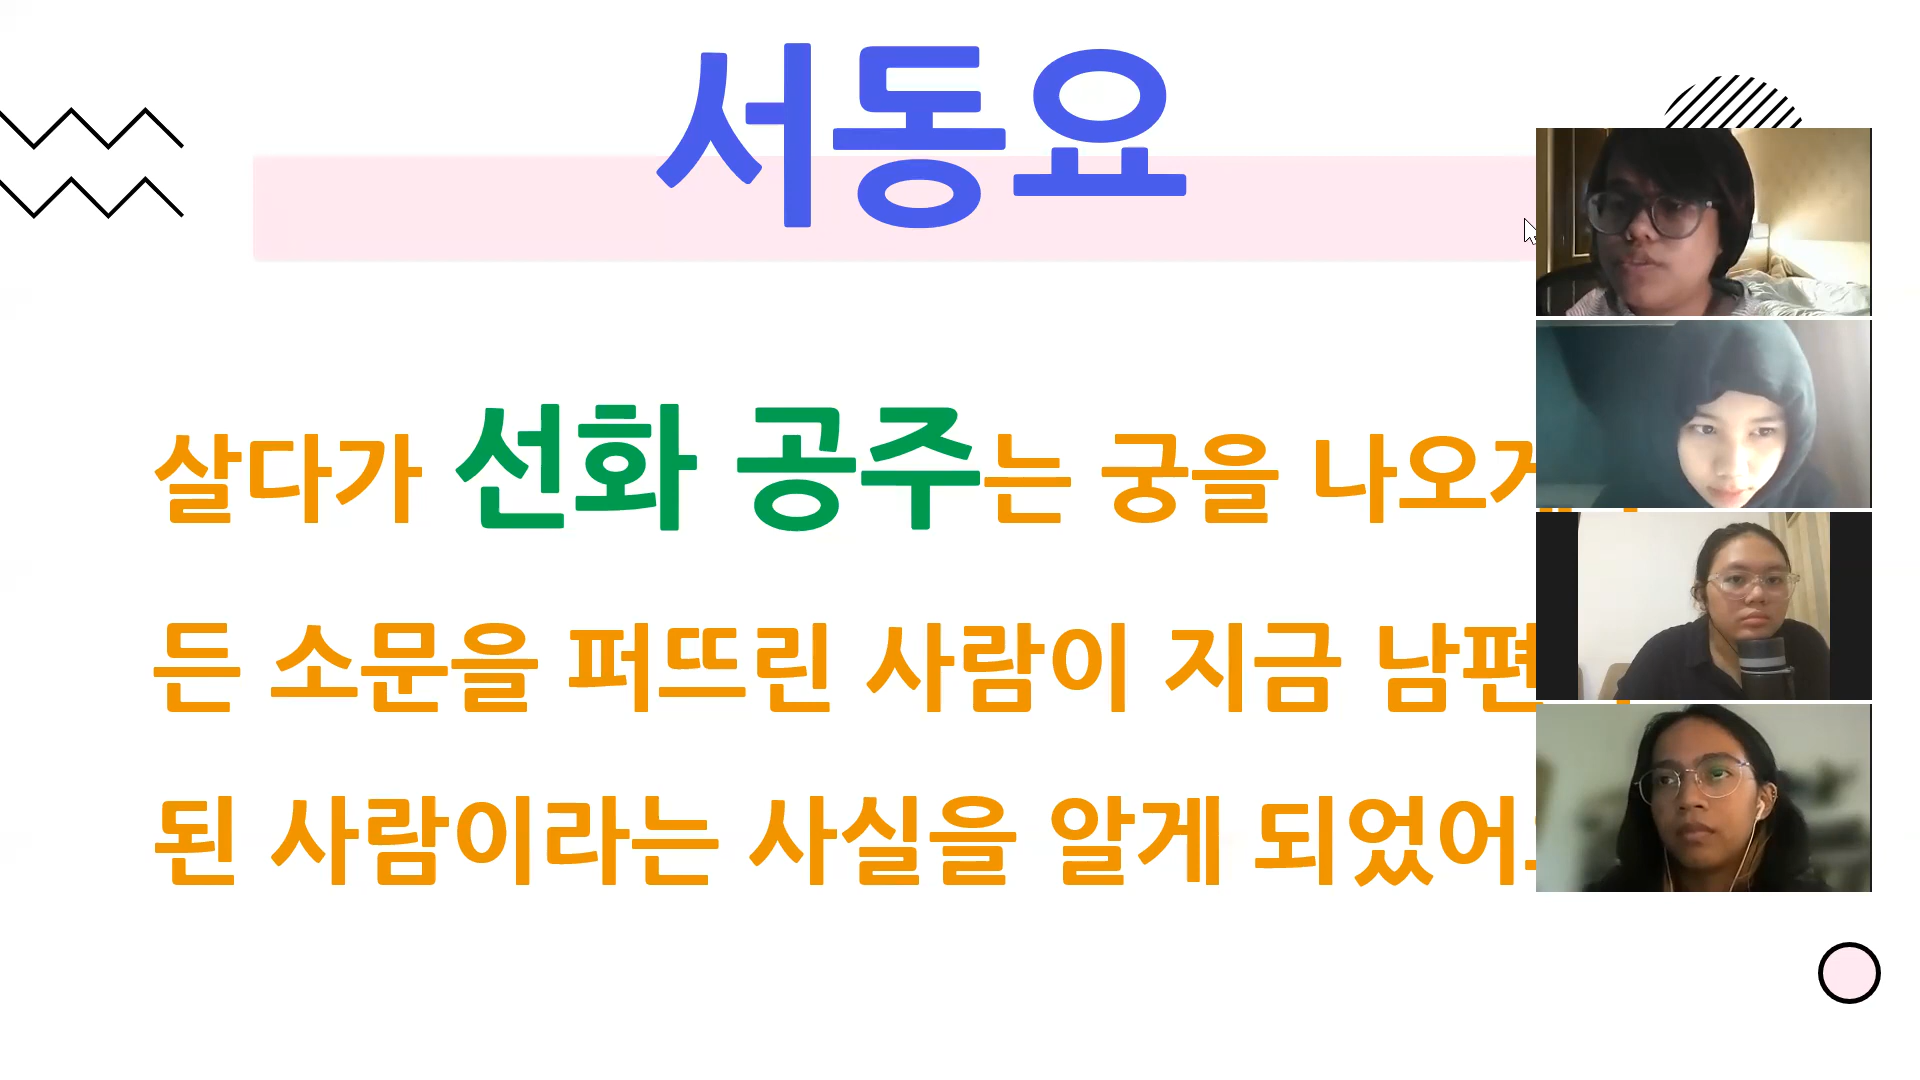 서동요
살다가 선화 공주는 궁을 나오
든 소문을 퍼뜨린 사람이 지금 남편
된 사람이라는 사실을 알게 되었어